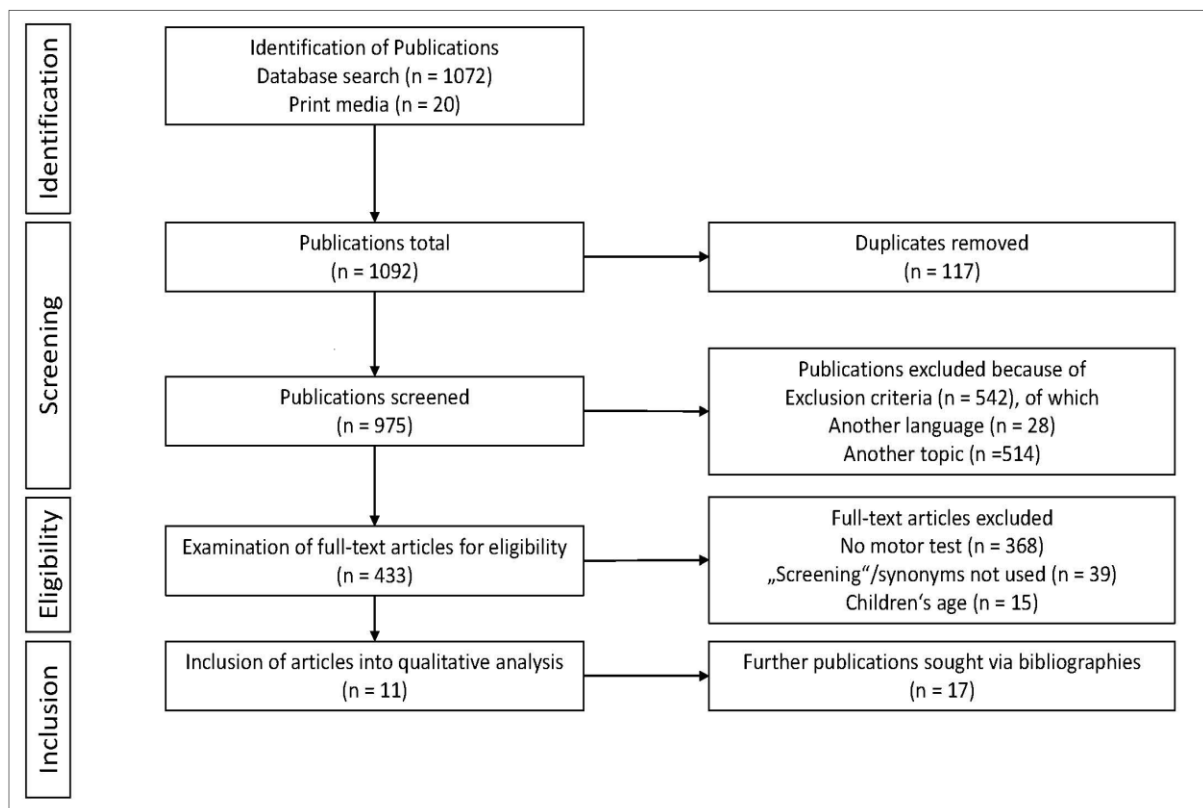 Identification
Identification of Publications
Database search (n = 1072)
Print media (n = 20)
Screening
Publications total
(n = 1092)
Duplicates removed
(n = 117)
Publications screened
(n = 975)
Publications excluded because of
Exclusion criteria (n = 542), of which
Another language (n = 28)
Another topic (n =514)
Eligibility
Examination of full-text articles for eligibility
(n = 433)
Full-text articles excluded
No motor test (n = 368)
„Screening“/synonyms not used (n = 39)
Children‘s age (n = 15)
Inclusion
Inclusion of articles into qualitative analysis
(n = 11)
Further publications sought via bibliographies
(n = 17)